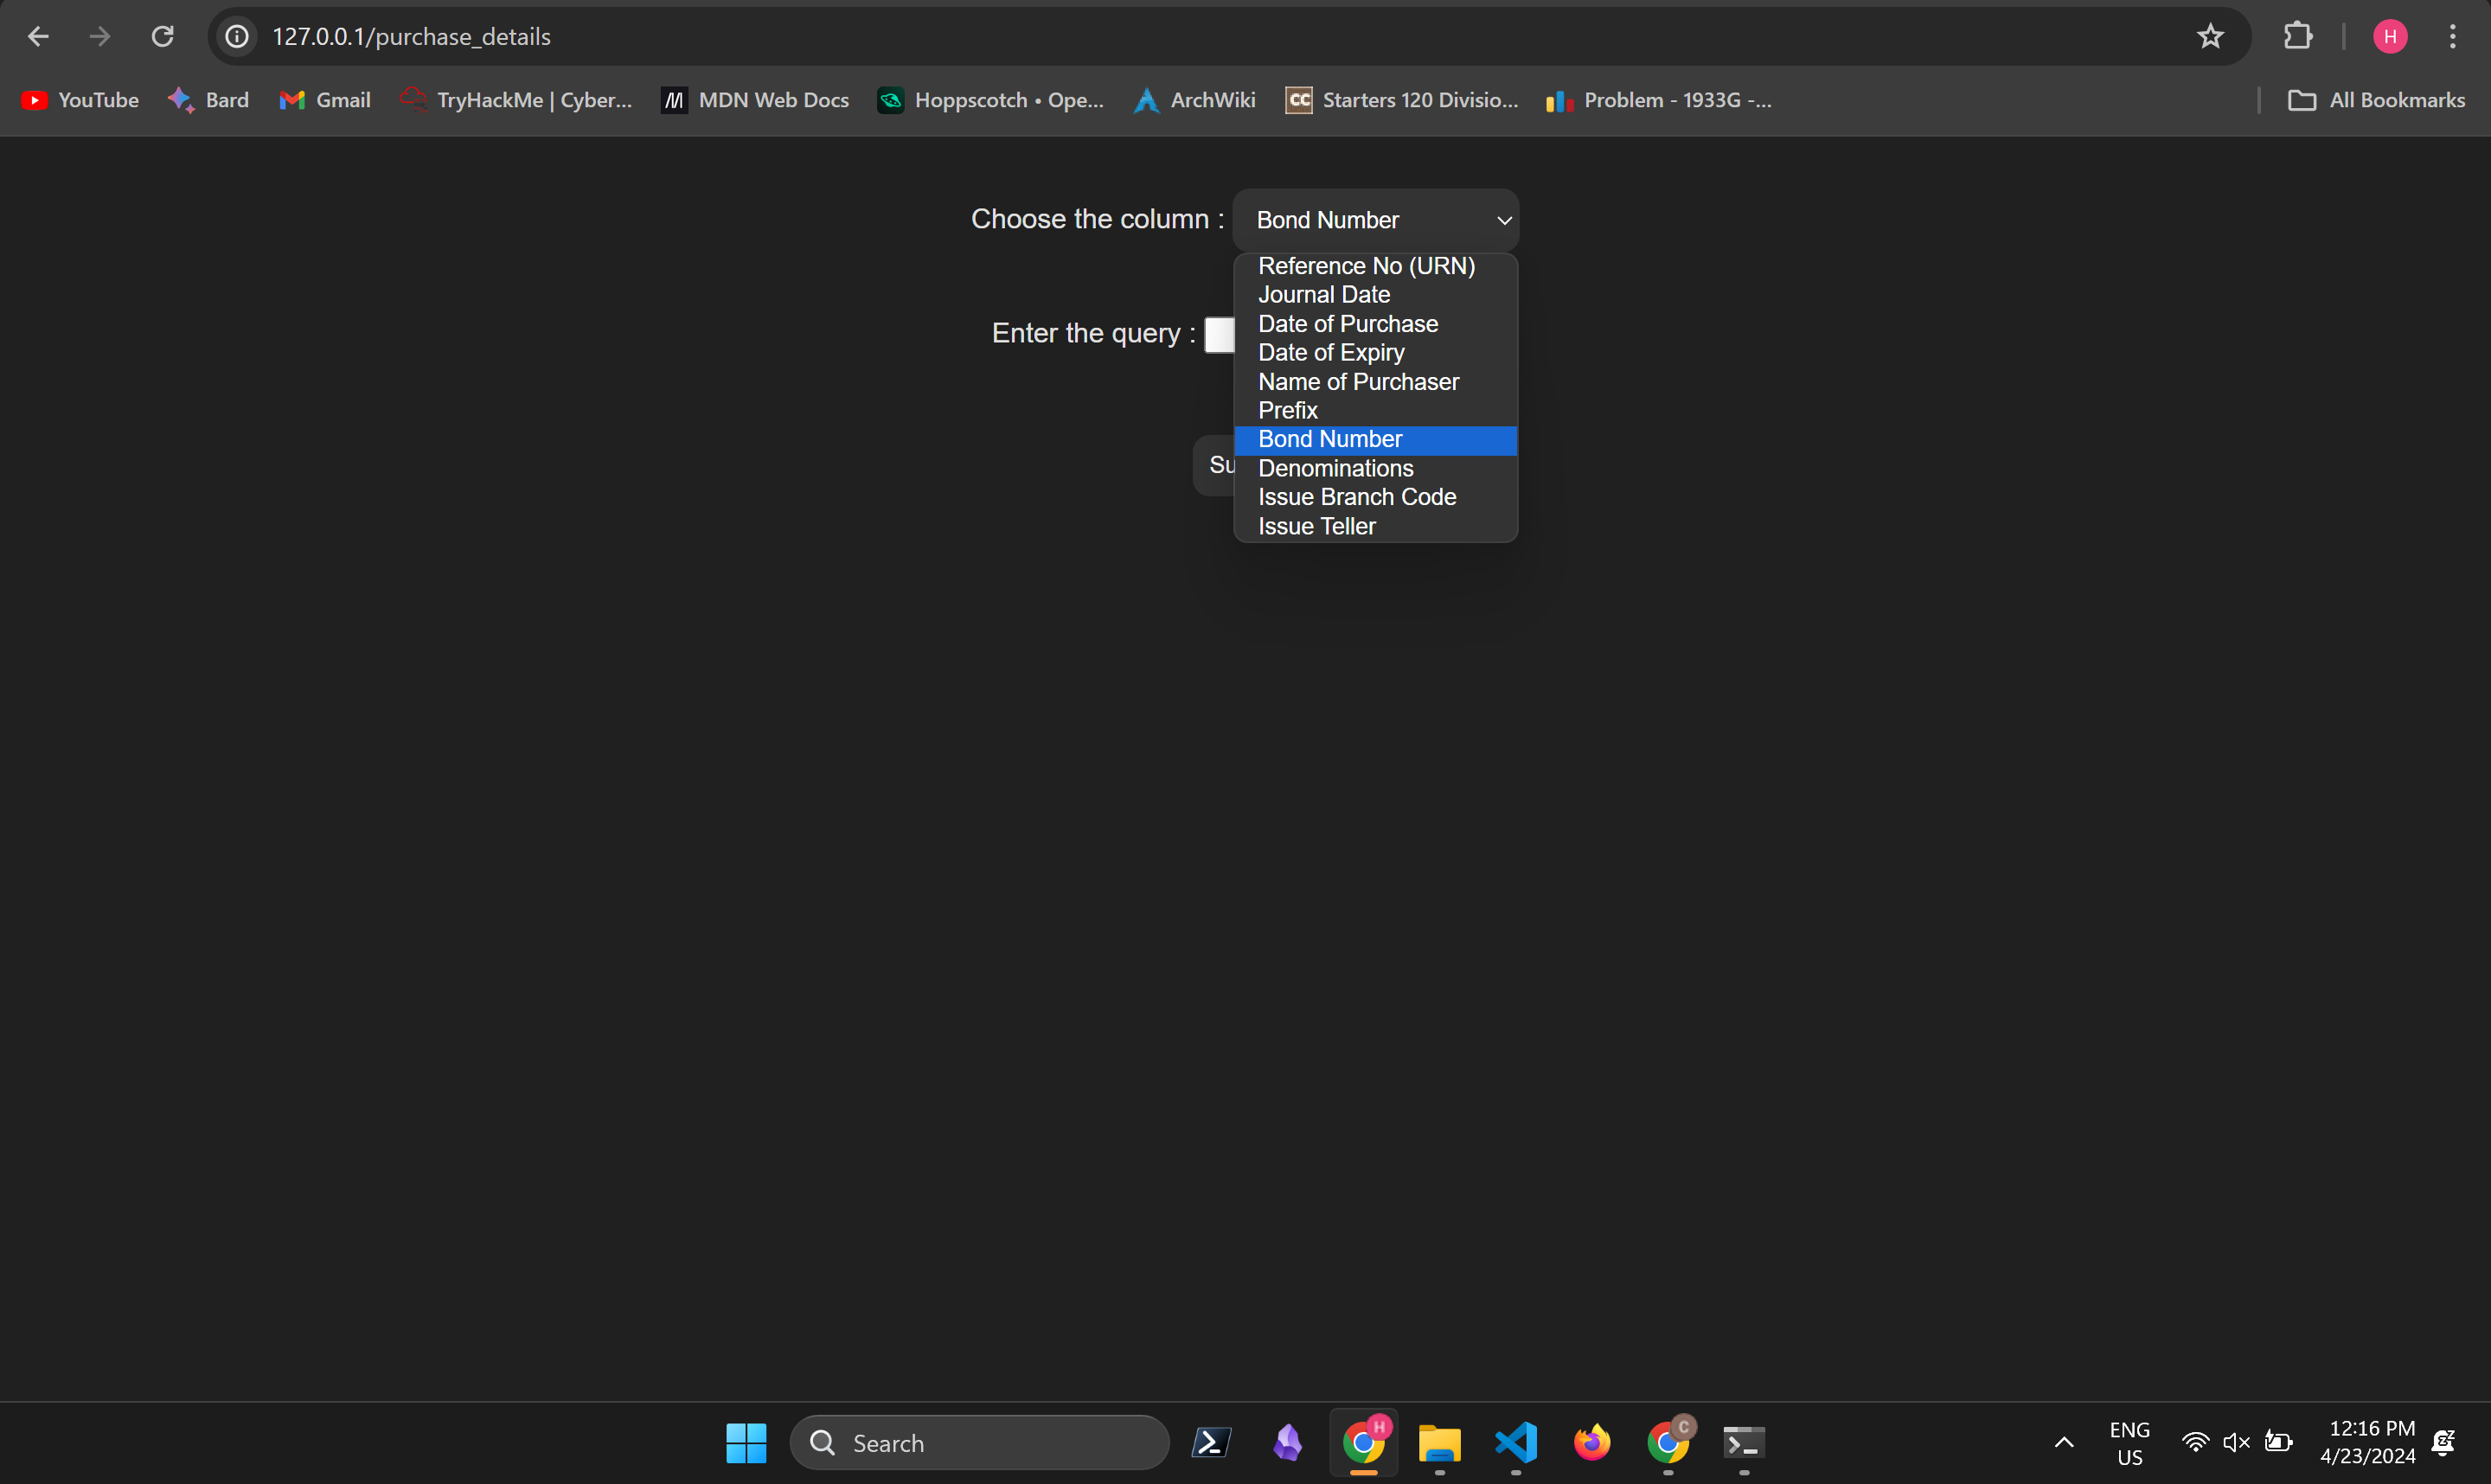 127.0.0.1/purchase_details
H
YouTube Bard Gmail TryHackMe | Cyber... MDN Web Docs Hoppscotch • Ope... ArchWiki CC Starters 120 Divisio... Problem - 1933G -... All Bookmarks
Choose the column : Bond Number
Reference No (URN)
Journal Date
Enter the query :
Date of Purchase
Date of Expiry
Name of Purchaser
Prefix
Bond Number
Su
Denominations
Issue Branch Code
Issue Teller
Search
H
C
ENG
US
12:16 PM
4/23/2024